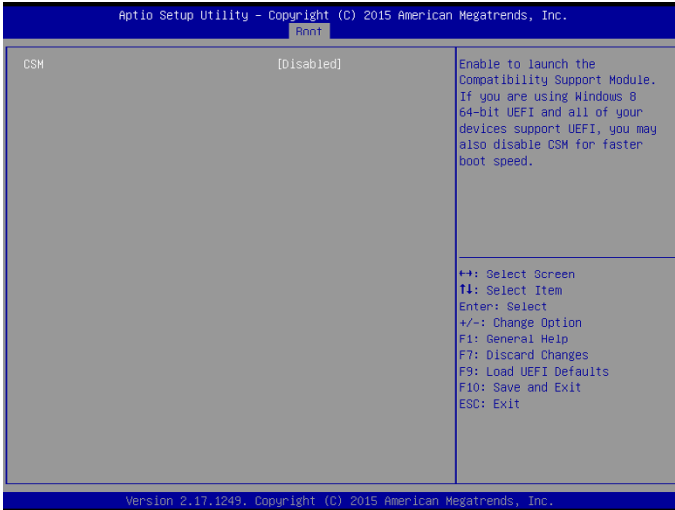 Aptio Setup Utility – Copyright (C) 2015 American Megatrends, Inc.
Boot
CSM [Disabled]
Enable to launch the
Compatibility Support Module.
If you are using Windows 8
64-bit UEFI and all of your
devices support UEFI, you may
also disable CSM for faster
boot speed.
↔: Select Screen
↑↓: Select Item
Enter: Select
+/-: Change Option
F1: General Help
F7: Discard Changes
F9: Load UEFI Defaults
F10: Save and Exit
ESC: Exit
Version 2.17.1249. Copyright (C) 2015 American Megatrends, Inc.